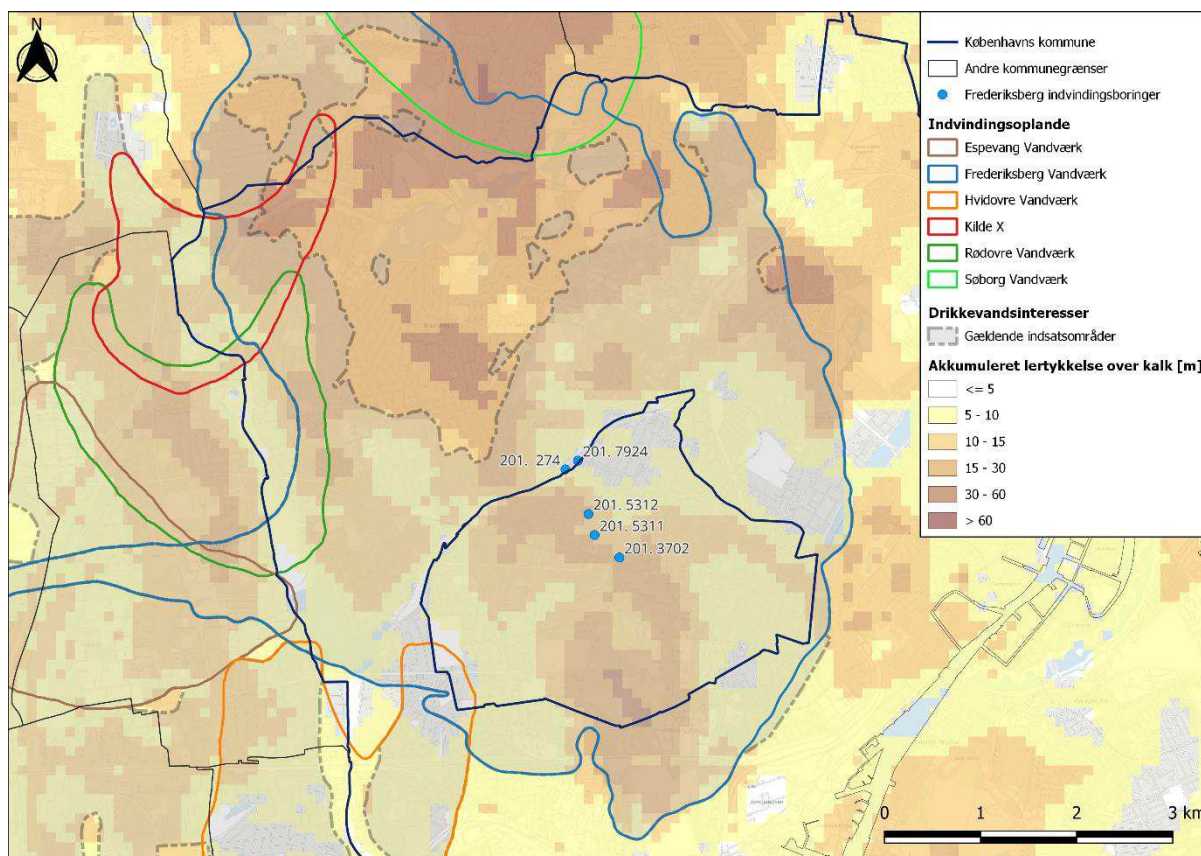 N
Københavns kommune
Andre kommunegrænser
Frederiksberg indvindingsboringer
Indvindingsoplande
Espevang Vandværk
Frederiksberg Vandværk
Hvidovre Vandværk
Kilde X
Rødovre Vandværk
Søborg Vandværk
Drikkevandsinteresser
Gældende indsatsområder
Akkumuleret lertykkelse over kalk [m]
<= 5
5 - 10
10 - 15
15 - 30
30 - 60
> 60
201. 7924
201. 274
201. 5312
201. 5311
201. 3702
0 1 2 3 km